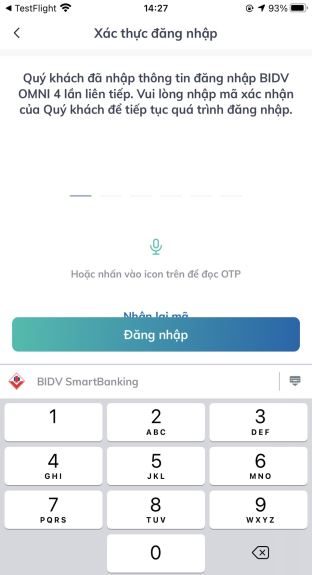 TestFlight 14:27 93%
Xác thực đăng nhập
Quý khách đã nhập thông tin đăng nhập BIDV
OMNI 4 lần liên tiếp. Vui lòng nhập mã xác nhận
của Quý khách để tiếp tục quá trình đăng nhập.
Hoặc nhấn vào icon trên để đọc OTP
Nhận lại mã
Đăng nhập
BIDV SmartBanking
1 2 3
ABC DEF
4 5 6
GHI JKL MNO
7 8 9
PQRS TUV WXYZ
0